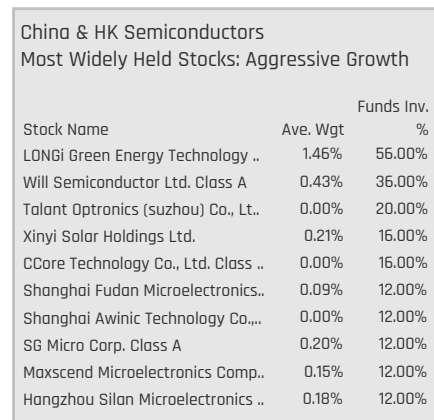 China & HK Semiconductors
Most Widely Held Stocks: Aggressive Growth
Funds Inv.
Stock Name Ave. Wgt %
LONGi Green Energy Technology .. 1.46% 56.00%
Will Semiconductor Ltd. Class A 0.43% 36.00%
Talant Optronics (suzhou) Co., Lt.. 0.00% 20.00%
Xinyi Solar Holdings Ltd. 0.21% 16.00%
CCore Technology Co., Ltd. Class .. 0.00% 16.00%
Shanghai Fudan Microelectronics.. 0.09% 12.00%
Shanghai Awinic Technology Co.,.. 0.00% 12.00%
SG Micro Corp. Class A 0.20% 12.00%
Maxscend Microelectronics Comp.. 0.15% 12.00%
Hangzhou Silan Microelectronics .. 0.18% 12.00%